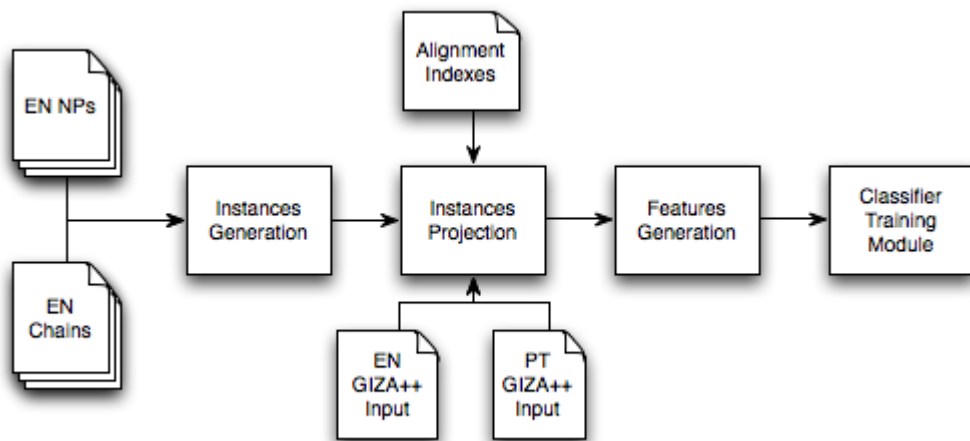 EN NPs
EN
Chains
Instances
Generation
Alignment
Indexes
Instances
Projection
EN
GIZA++
Input
PT
GIZA++
Input
Features
Generation
Classifier
Training
Module